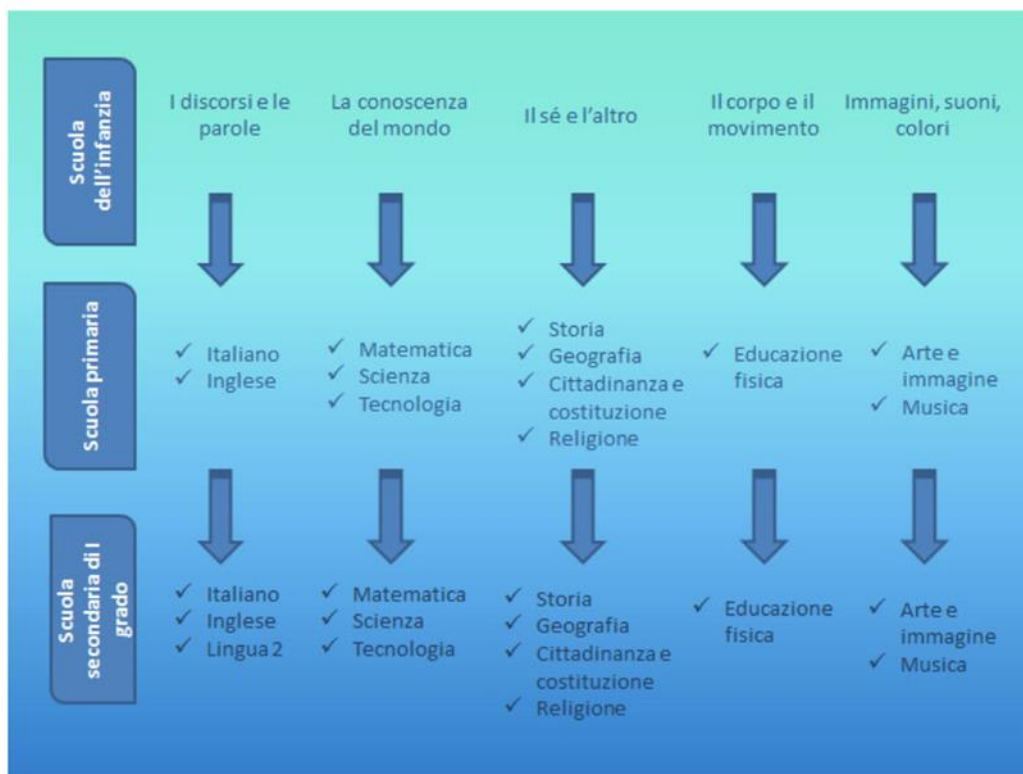 Scuola
dell'infanzia
I discorsi e le
parole
La conoscenza
del mondo
Il sé e l'altro
Il corpo e il
movimento
Immagini, suoni,
colori
Scuola primaria
✓ Italiano
✓ Inglese
✓ Matematica
✓ Scienza
✓ Tecnologia
✓ Storia
✓ Geografia
✓ Cittadinanza e
costituzione
✓ Religione
✓ Educazione
fisica
✓ Arte e
immagine
✓ Musica
Scuola
secondaria di I
grado
✓ Italiano
✓ Inglese
✓ Lingua 2
✓ Matematica
✓ Scienza
✓ Tecnologia
✓ Storia
✓ Geografia
✓ Cittadinanza e
costituzione
✓ Religione
✓ Educazione
fisica
✓ Arte e
immagine
✓ Musica